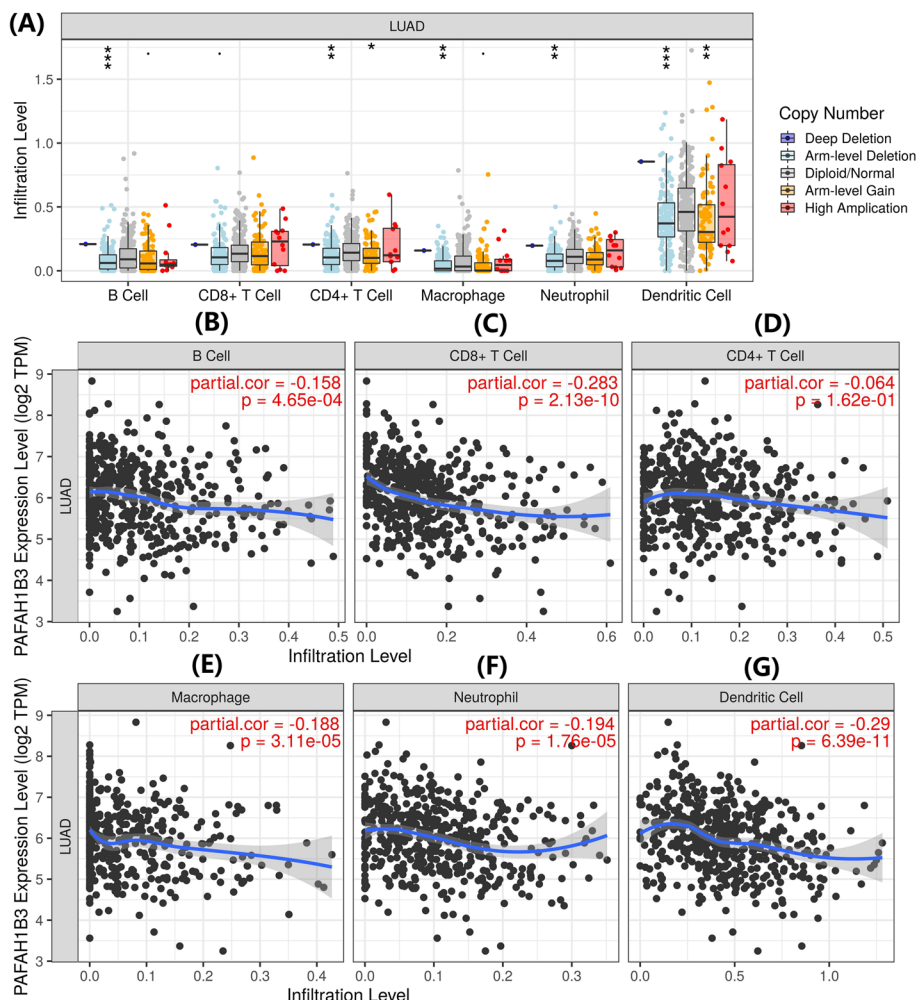 (A)
LUAD
*** . . ** * ** . ** *** **
Infiltration Level
1.5
1.0
0.5
0.0
B Cell CD8+ T Cell CD4+ T Cell Macrophage Neutrophil Dendritic Cell
Copy Number
Deep Deletion
Arm-level Deletion
Diploid/Normal
Arm-level Gain
High Amplication
(B) (C) (D)
B Cell CD8+ T Cell CD4+ T Cell
partial.cor = -0.158
p = 4.65e-04
partial.cor = -0.283
p = 2.13e-10
partial.cor = -0.064
p = 1.62e-01
PAFAH1B3 Expression Level (log2 TPM)
LUAD
9
8
7
6
5
4
3
0.0 0.1 0.2 0.3 0.4 0.5
0.0 0.2 0.4 0.6
0.0 0.1 0.2 0.3 0.4 0.5
Infiltration Level
(E) (F) (G)
Macrophage Neutrophil Dendritic Cell
partial.cor = -0.188
p = 3.11e-05
partial.cor = -0.194
p = 1.76e-05
partial.cor = -0.29
p = 6.39e-11
PAFAH1B3 Expression Level (log2 TPM)
LUAD
9
8
7
6
5
4
3
0.0 0.1 0.2 0.3 0.4
0.0 0.1 0.2 0.3
0.0 0.5 1.0
Infiltration Level